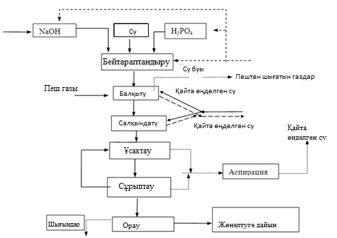 NaOH
Су
H₃PO₄
Бейтараптандыру
Су буы
Пештен шығатын газдар
Пеш газы
Балқыту
Қайта өңделген су
Салқындату
Қайта өңделген су
Қайта
өңделген су
Ұсақтау
Аспирация
Сұрыптау
Шығындар
Орау
Жөнелтуге дайын